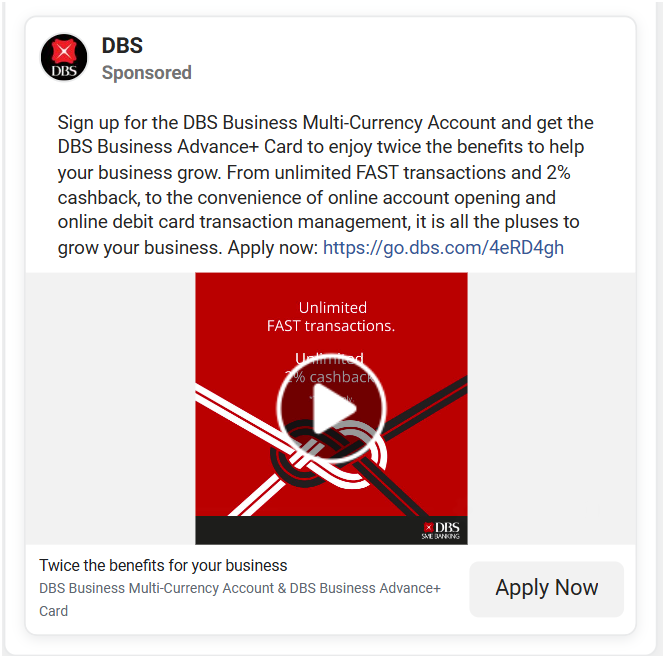 DBS
DBS
Sponsored
Sign up for the DBS Business Multi-Currency Account and get the
DBS Business Advance+ Card to enjoy twice the benefits to help
your business grow. From unlimited FAST transactions and 2%
cashback, to the convenience of online account opening and
online debit card transaction management, it is all the pluses to
grow your business. Apply now: https://go.dbs.com/4eRD4gh
Unlimited
FAST transactions.
Unlimited
2% cashback
DBS
SME BANKING
Twice the benefits for your business
DBS Business Multi-Currency Account & DBS Business Advance+
Card
Apply Now